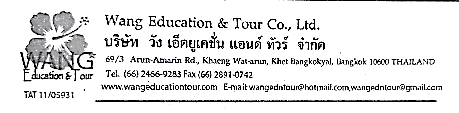 Wang Education & Tour Co., Ltd.
บริษัท วัง เอ็ดยูเคชั่น แอนด์ ทัวร์ จำกัด
69/3 Arun-Amarin Rd., Khaeng Wat-arun, Khet Bangkokyai, Bangkok 10600 THAILAND
Tel. (66) 2466-9283 Fax (66) 2891-0742
www.wangeducationtour.com E-mail: wangedntour@hotmail.com, wangedntour@gmail.com
WANG
Education & Tour
TAT 11/05931